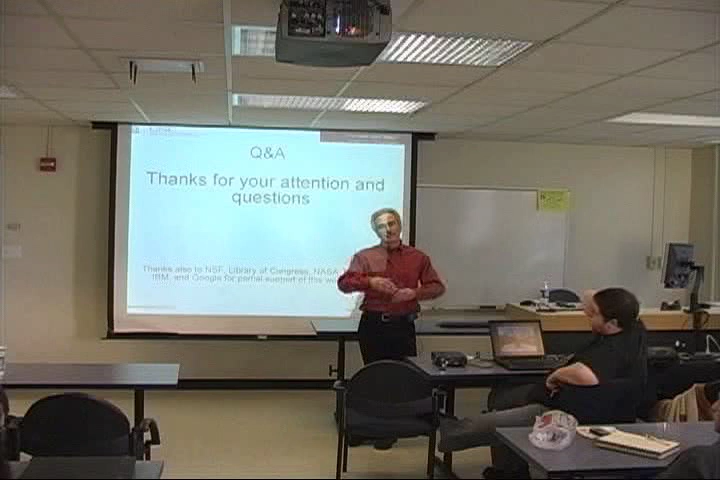 Q&A
Thanks for your attention and
questions
Thanks also to NSF, Library of Congress, NASA,
IBM, and Google for partial support of this